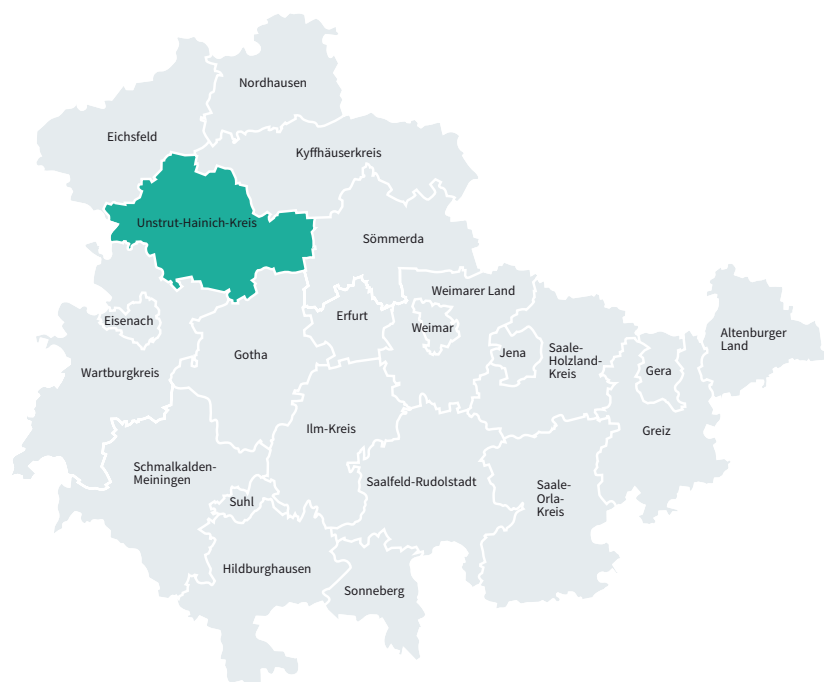 Nordhausen
Eichsfeld
Kyffhäuserkreis
Unstrut-Hainich-Kreis
Sömmerda
Weimarer Land
Eisenach
Erfurt
Weimar
Altenburger
Land
Gotha
Jena
Saale-
Holzland-
Kreis
Gera
Wartburgkreis
Ilm-Kreis
Greiz
Schmalkalden-
Meiningen
Saalfeld-Rudolstadt
Saale-
Orla-
Kreis
Suhl
Hildburghausen
Sonneberg